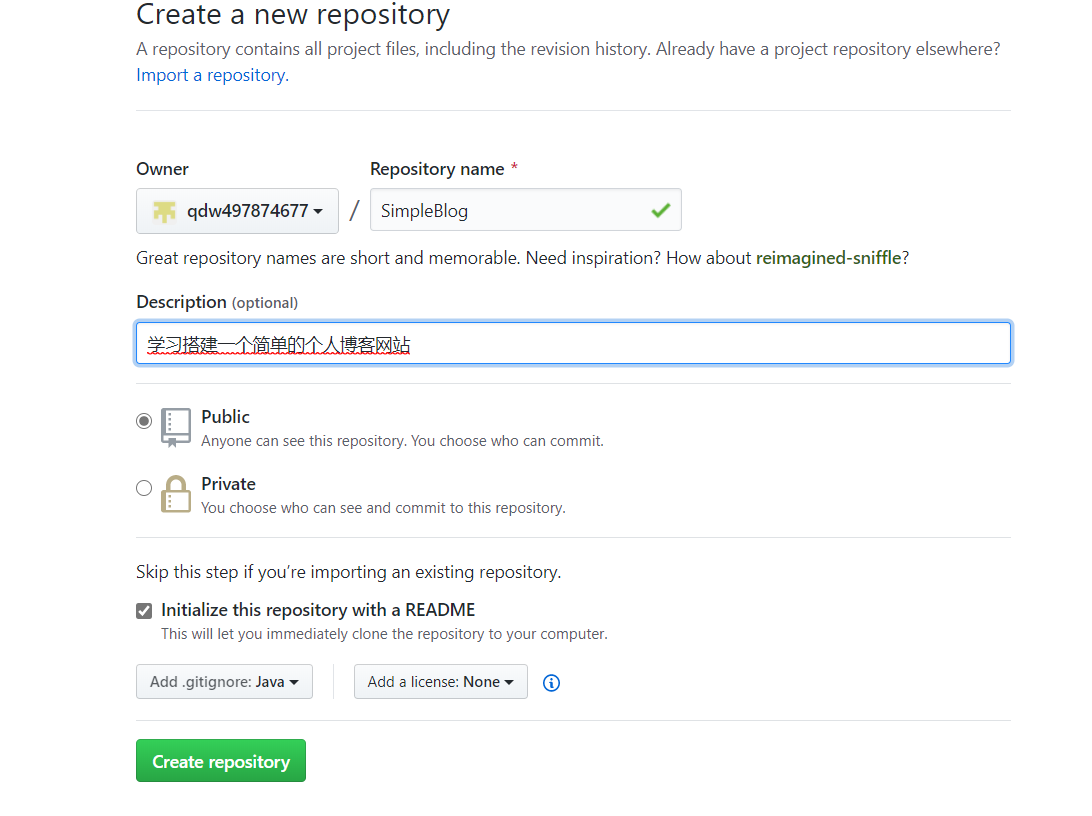 Create a new repository
A repository contains all project files, including the revision history. Already have a project repository elsewhere?
Import a repository.
Owner
Repository name *
qdw497874677
/
SimpleBlog
Great repository names are short and memorable. Need inspiration? How about reimagined-sniffle?
Description (optional)
学习搭建一个简单的个人博客网站
Public
Anyone can see this repository. You choose who can commit.
Private
You choose who can see and commit to this repository.
Skip this step if you’re importing an existing repository.
Initialize this repository with a README
This will let you immediately clone the repository to your computer.
Add .gitignore: Java
Add a license: None
Create repository